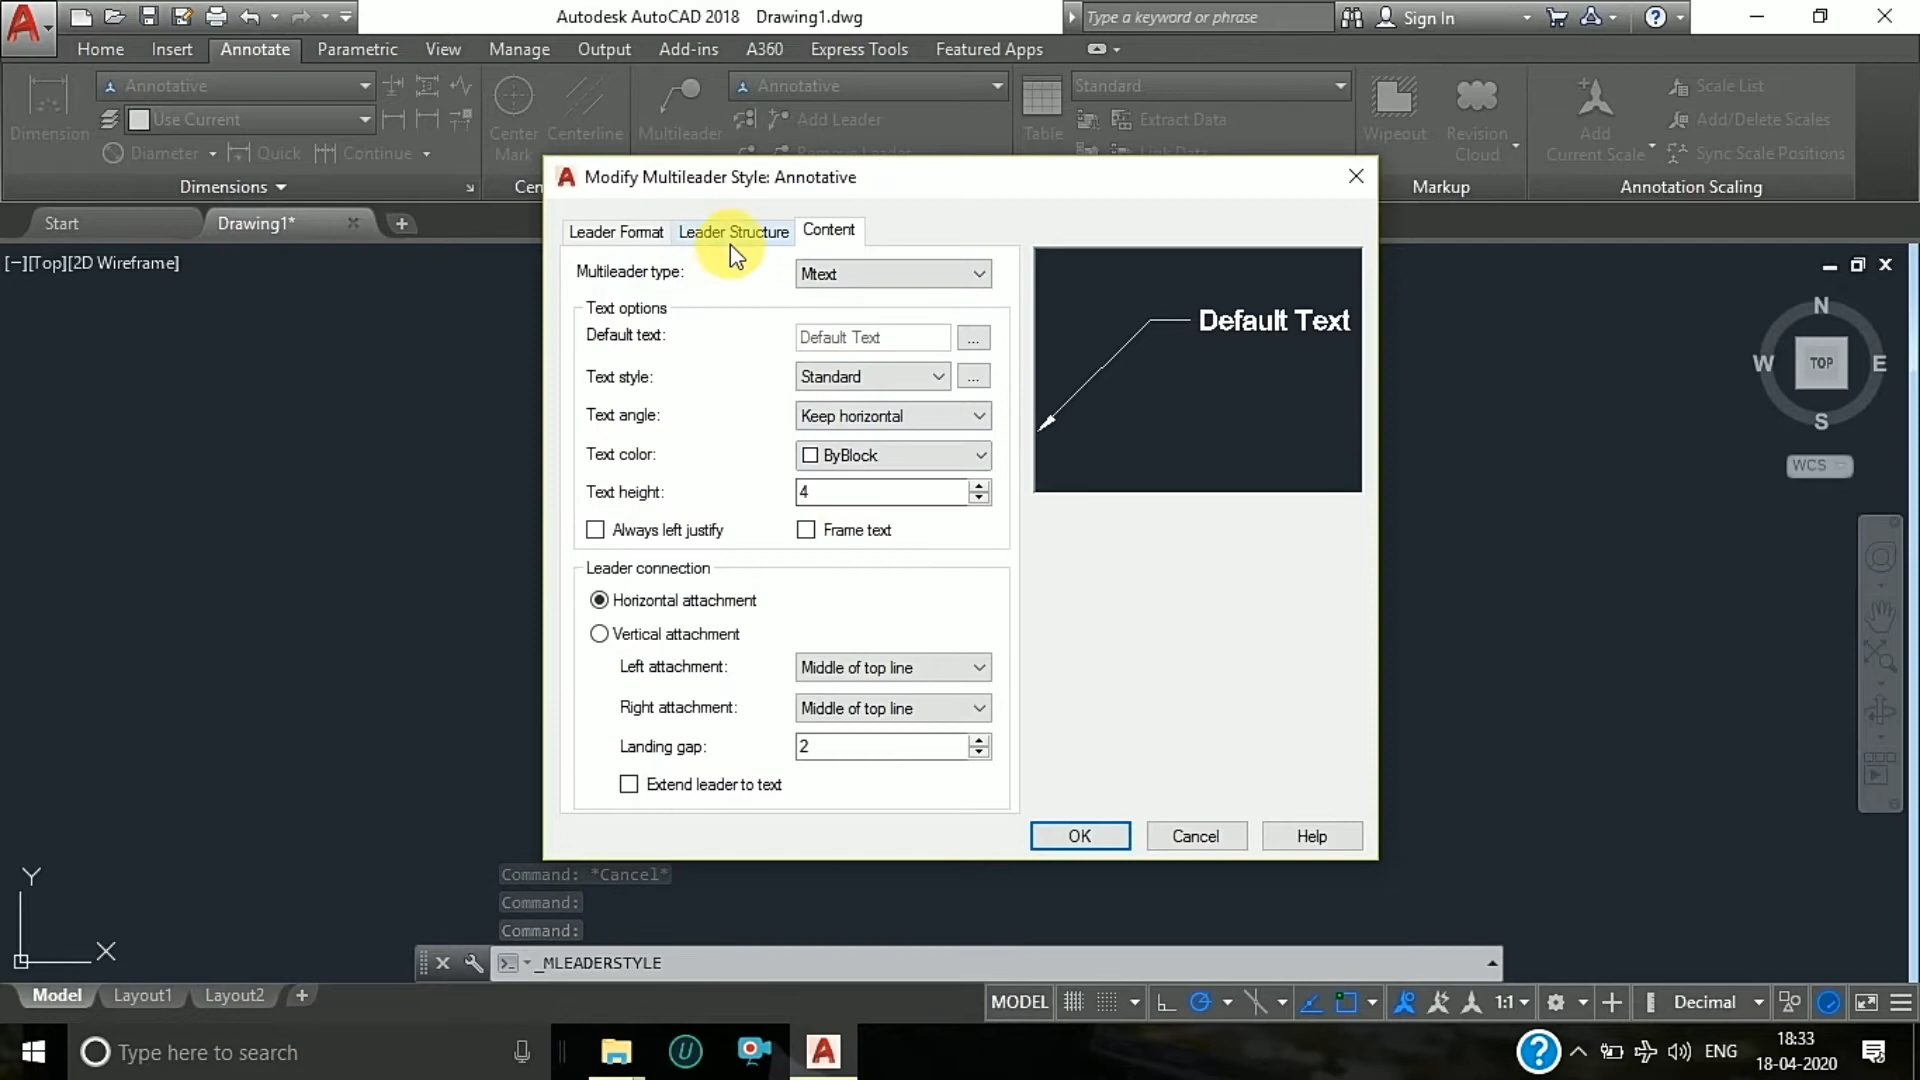 Autodesk AutoCAD 2018 Drawing1.dwg
Type a keyword or phrase
Sign In
Home Insert Annotate Parametric View Manage Output Add-ins A360 Express Tools Featured Apps
Annotative
Annotative
Standard
Scale List
Use Current
Add Leader
Extract Data
Add/Delete Scales
Dimension
Center
Mark
Centerline
Multileader
Table
Wipeout
Revision
Cloud
Add
Current Scale
Diameter
Quick
Continue
Remove Leader
Link Data
Sync Scale Positions
Dimensions
Cen
Markup
Annotation Scaling
Start
Drawing1*
[−][Top][2D Wireframe]
Modify Multileader Style: Annotative
Leader Format Leader Structure Content
Multileader type:
Mtext
Text options
Default text:
Default Text
...
Text style:
Standard
...
Text angle:
Keep horizontal
Text color:
ByBlock
Text height:
4
Always left justify
Frame text
Leader connection
Horizontal attachment
Vertical attachment
Left attachment:
Middle of top line
Right attachment:
Middle of top line
Landing gap:
2
Extend leader to text
Default Text
OK
Cancel
Help
N
W TOP E
S
WCS
Command: *Cancel*
Command:
Command:
_MLEADERSTYLE
Y
X
Model Layout1 Layout2
MODEL
1:1
Decimal
Type here to search
ENG
18:33
18-04-2020